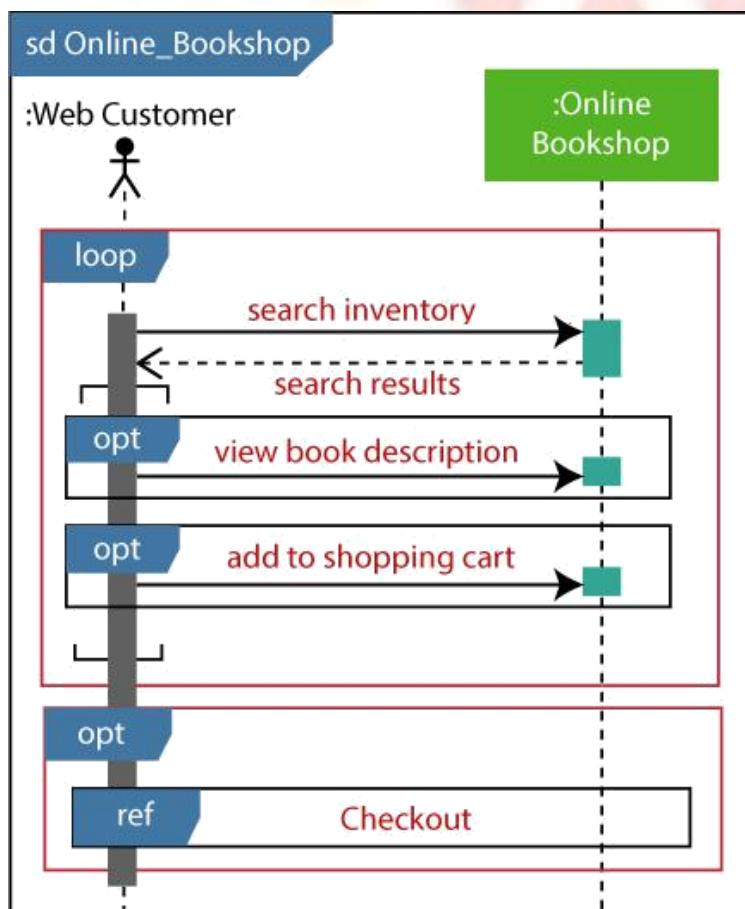 sd Online_Bookshop
:Web Customer
:Online
Bookshop
loop
search inventory
search results
opt
view book description
opt
add to shopping cart
opt
ref
Checkout